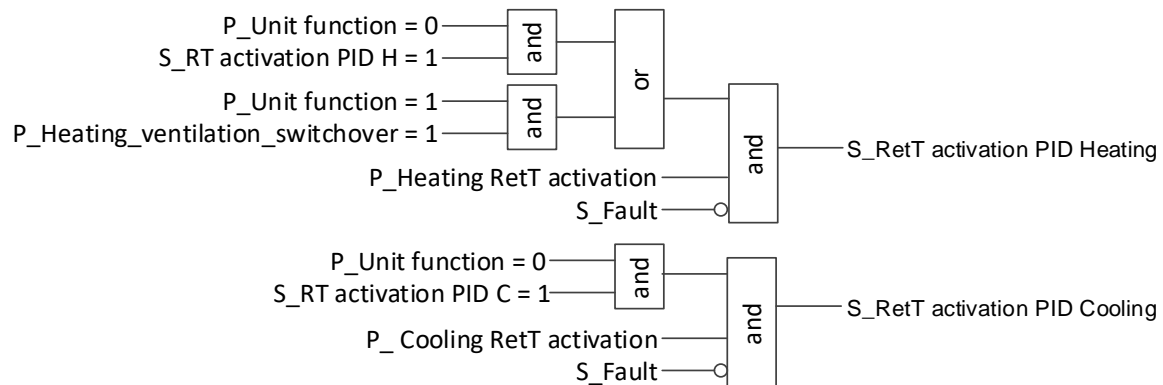 P_Unit function = 0
S_RT activation PID H = 1
and
P_Unit function = 1
P_Heating_ventilation_switchover = 1
and
or
P_Heating RetT activation
S_Fault
and
S_RetT activation PID Heating
P_Unit function = 0
S_RT activation PID C = 1
and
P_ Cooling RetT activation
S_Fault
and
S_RetT activation PID Cooling